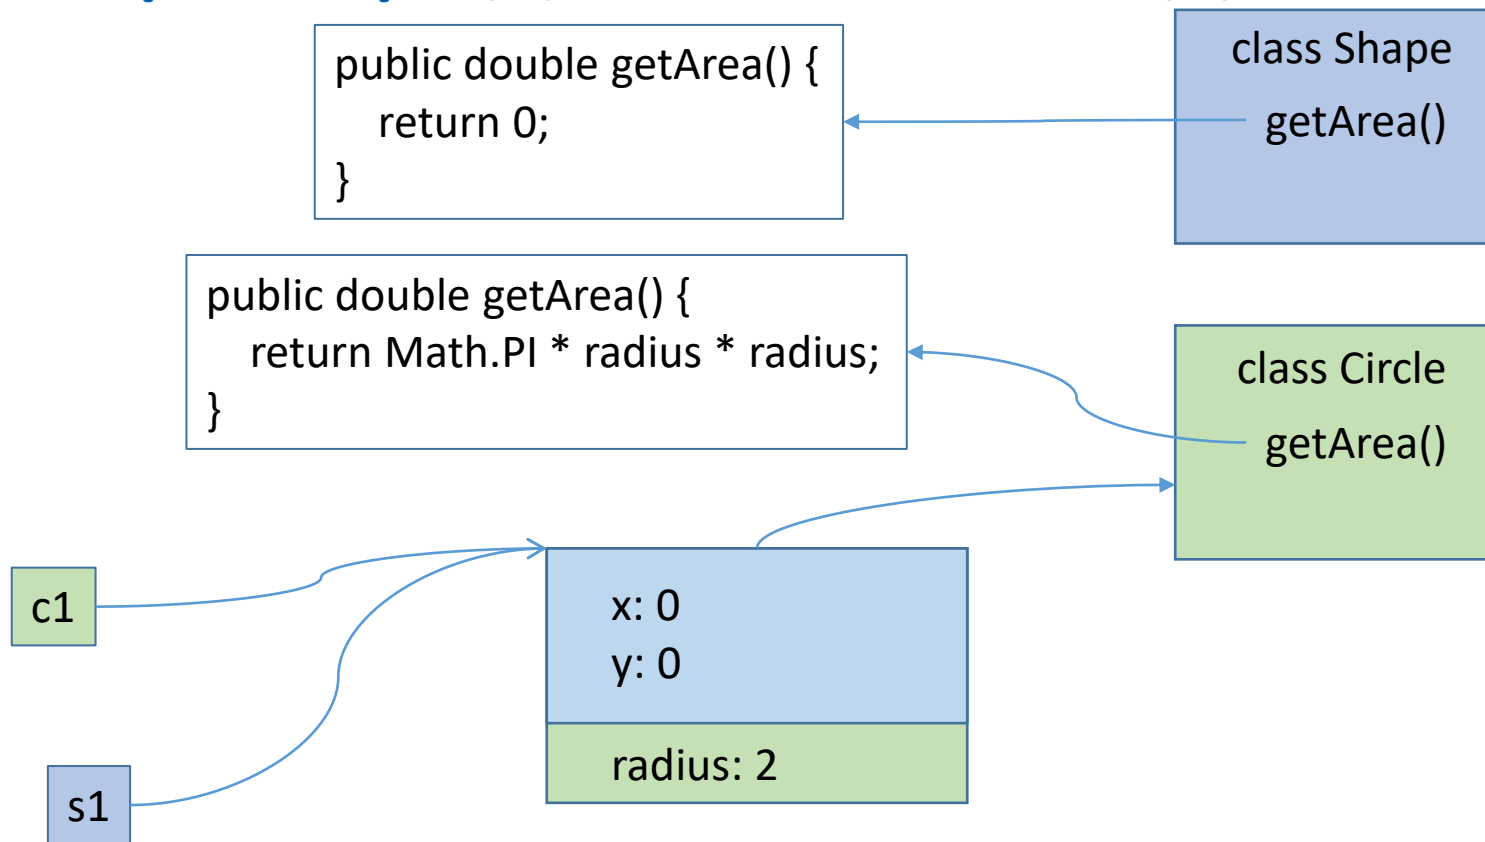 public double getArea() {
return 0;
}
class Shape
getArea()
public double getArea() {
return Math.PI * radius * radius;
}
class Circle
getArea()
c1
x: 0
y: 0
radius: 2
s1